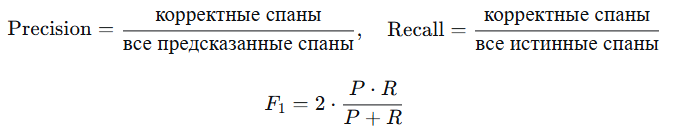 Precision = корректные спаны / все предсказанные спаны, Recall = корректные спаны / все истинные спаны
F₁ = 2 · P · R / P + R